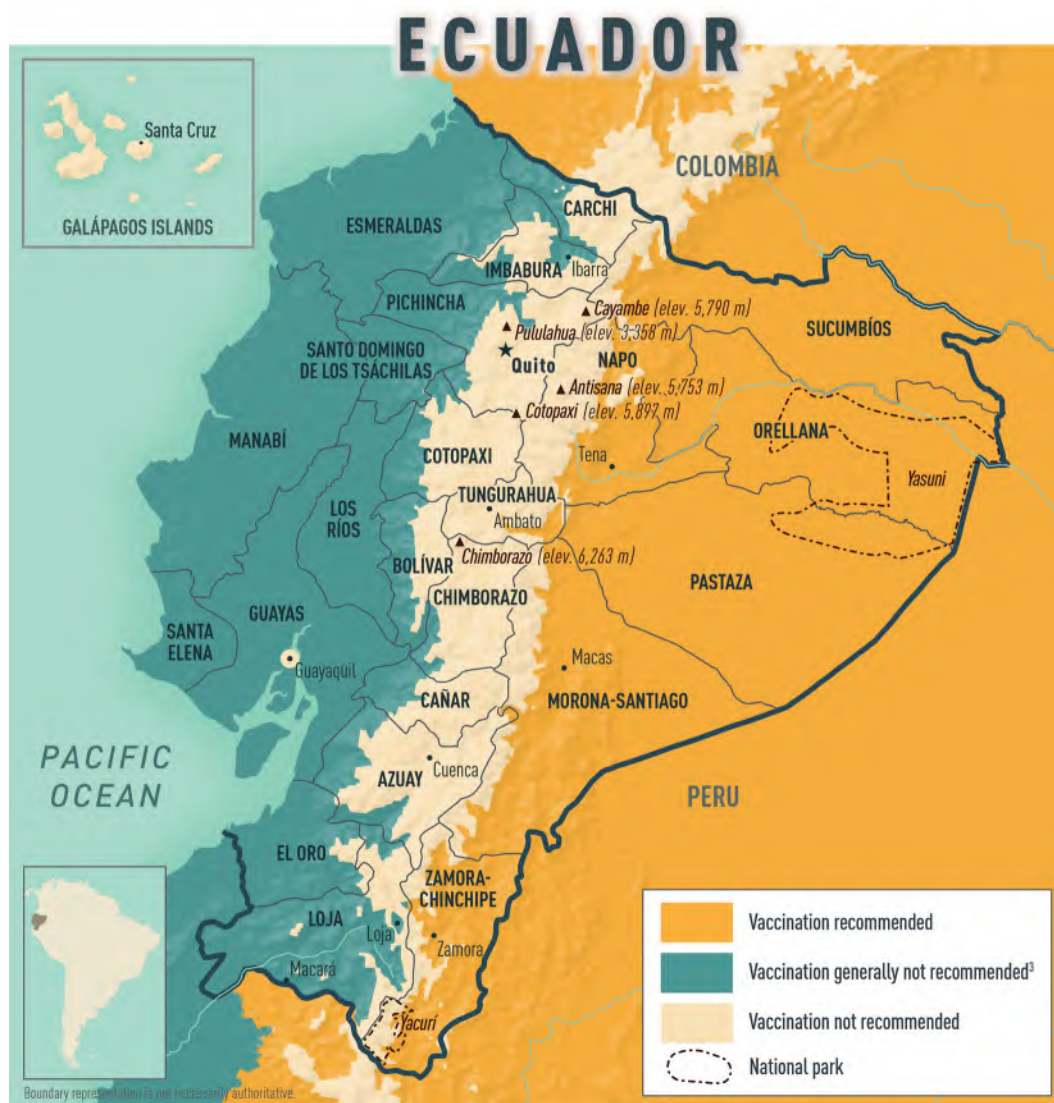 ECUADOR
Santa Cruz
GALÁPAGOS ISLANDS
COLOMBIA
CARCHI
ESMERALDAS
IMBABURA
Ibarra
PICHINCHA
Cayambe (elev. 5,790 m)
SUCUMBÍOS
Pululahua (elev. 3,358 m)
SANTO DOMINGO
DE LOS TSÁCHILAS
Quito
NAPO
Antisana (elev. 5,753 m)
Cotopaxi (elev. 5,897 m)
MANABÍ
ORELLANA
COTOPAXI
Tena
Yasuni
TUNGURAHUA
LOS
RÍOS
Ambato
Chimborazo (elev. 6,263 m)
BOLÍVAR
PASTAZA
CHIMBORAZO
GUAYAS
SANTA
ELENA
Guayaquil
Macas
CAÑAR
MORONA-SANTIAGO
PACIFIC
OCEAN
Cuenca
AZUAY
PERU
EL ORO
ZAMORA-
CHINCHIPE
LOJA
Loja
Zamora
Macará
Yacurí
Vaccination recommended
Vaccination generally not recommended³
Vaccination not recommended
National park
Boundary representation is not necessarily authoritative.